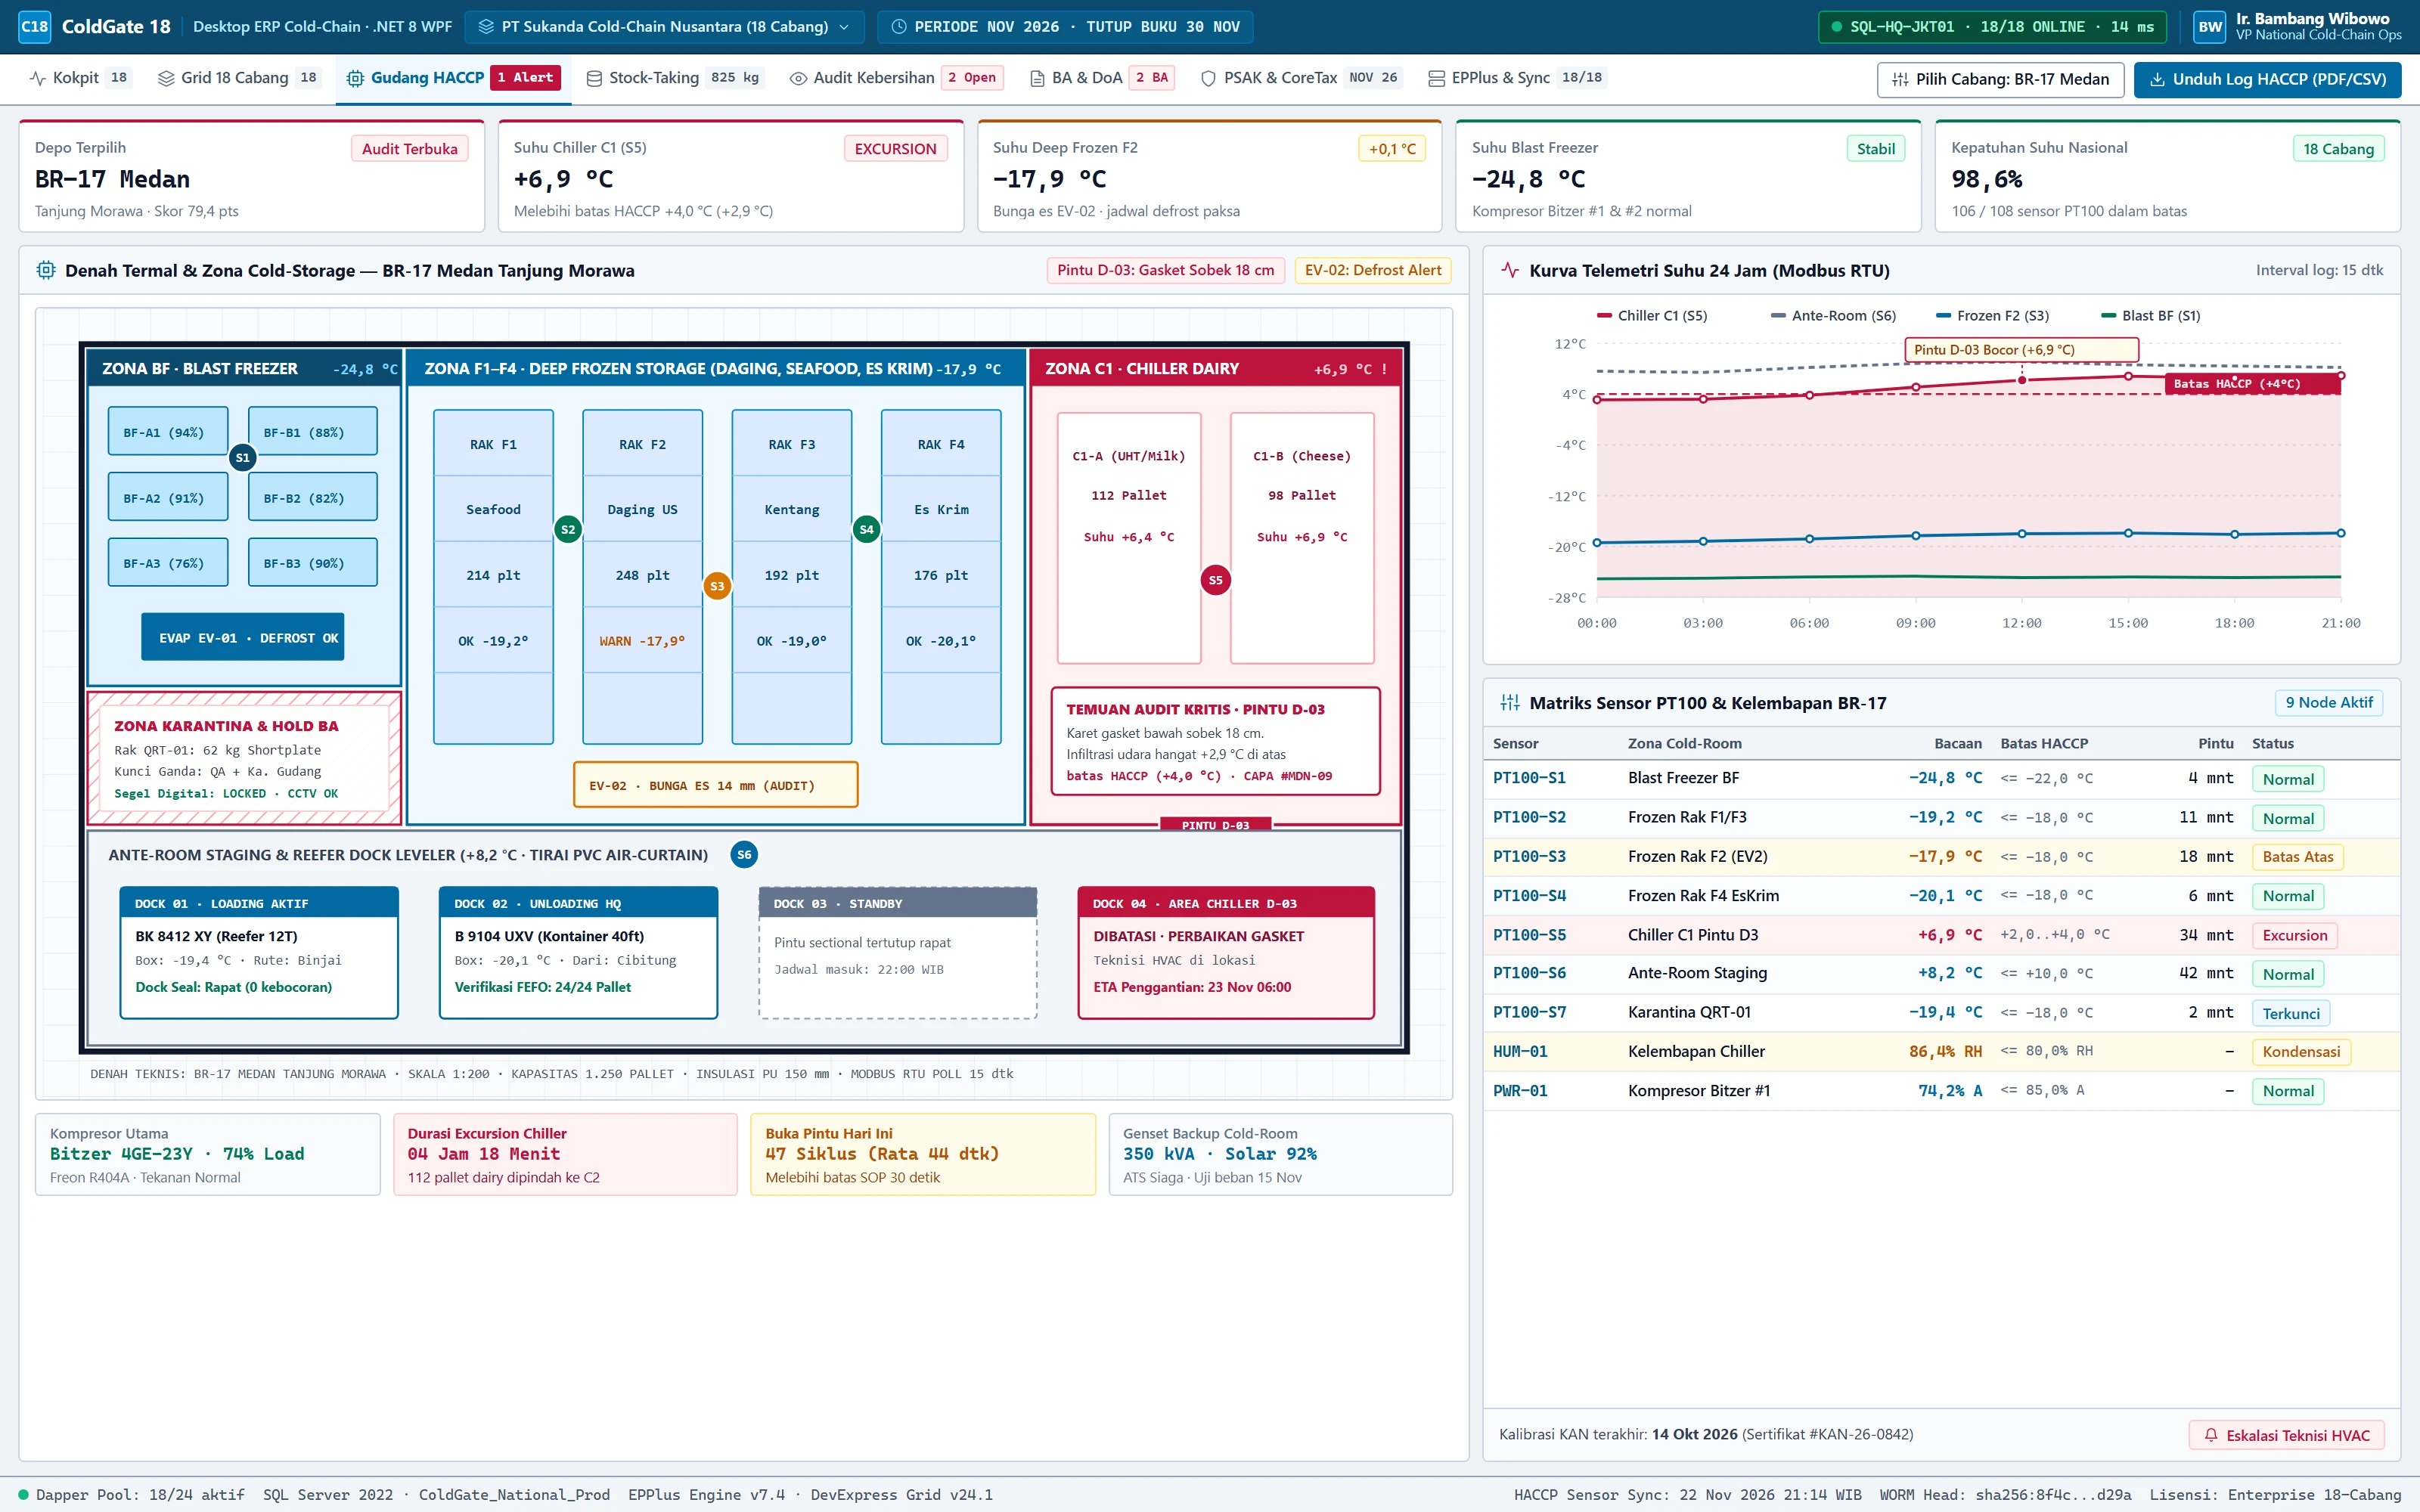 C18 ColdGate 18 Desktop ERP Cold-Chain · .NET 8 WPF PT Sukanda Cold-Chain Nusantara (18 Cabang) PERIODE NOV 2026 · TUTUP BUKU 30 NOV SQL-HQ-JKT01 · 18/18 ONLINE · 14 ms BW Ir. Bambang Wibowo
VP National Cold-Chain Ops
Kokpit 18 Grid 18 Cabang 18 Gudang HACCP 1 Alert Stock-Taking 825 kg Audit Kebersihan 2 Open BA & DoA 2 BA PSAK & CoreTax NOV 26 EPPlus & Sync 18/18 Pilih Cabang: BR-17 Medan Unduh Log HACCP (PDF/CSV)
Depo Terpilih Audit Terbuka
BR−17 Medan
Tanjung Morawa · Skor 79,4 pts
Suhu Chiller C1 (S5) EXCURSION
+6,9 °C
Melebihi batas HACCP +4,0 °C (+2,9 °C)
Suhu Deep Frozen F2 +0,1 °C
−17,9 °C
Bunga es EV-02 · jadwal defrost paksa
Suhu Blast Freezer Stabil
−24,8 °C
Kompresor Bitzer #1 & #2 normal
Kepatuhan Suhu Nasional 18 Cabang
98,6%
106 / 108 sensor PT100 dalam batas
Denah Termal & Zona Cold-Storage — BR-17 Medan Tanjung Morawa Pintu D-03: Gasket Sobek 18 cm EV-02: Defrost Alert
ZONA BF · BLAST FREEZER -24,8 °C
BF-A1 (94%) BF-B1 (88%)
S1
BF-A2 (91%) BF-B2 (82%)
BF-A3 (76%) BF-B3 (90%)
EVAP EV-01 · DEFROST OK
ZONA F1–F4 · DEEP FROZEN STORAGE (DAGING, SEAFOOD, ES KRIM) -17,9 °C
RAK F1 RAK F2 RAK F3 RAK F4
Seafood Daging US Kentang Es Krim
S2 S4
214 plt 248 plt 192 plt 176 plt
S3
OK -19,2° WARN -17,9° OK -19,0° OK -20,1°
EV-02 · BUNGA ES 14 mm (AUDIT)
ZONA C1 · CHILLER DAIRY +6,9 °C !
C1-A (UHT/Milk) C1-B (Cheese)
112 Pallet 98 Pallet
Suhu +6,4 °C Suhu +6,9 °C
S5
TEMUAN AUDIT KRITIS · PINTU D-03
Karet gasket bawah sobek 18 cm.
Infiltrasi udara hangat +2,9 °C di atas
batas HACCP (+4,0 °C) · CAPA #MDN-09
PINTU D-03
ZONA KARANTINA & HOLD BA
Rak QRT-01: 62 kg Shortplate
Kunci Ganda: QA + Ka. Gudang
Segel Digital: LOCKED · CCTV OK
ANTE-ROOM STAGING & REEFER DOCK LEVELER (+8,2 °C · TIRAI PVC AIR-CURTAIN) S6
DOCK 01 · LOADING AKTIF
BK 8412 XY (Reefer 12T)
Box: -19,4 °C · Rute: Binjai
Dock Seal: Rapat (0 kebocoran)
DOCK 02 · UNLOADING HQ
B 9104 UXV (Kontainer 40ft)
Box: -20,1 °C · Dari: Cibitung
Verifikasi FEFO: 24/24 Pallet
DOCK 03 · STANDBY
Pintu sectional tertutup rapat
Jadwal masuk: 22:00 WIB
DOCK 04 · AREA CHILLER D-03
DIBATASI · PERBAIKAN GASKET
Teknisi HVAC di lokasi
ETA Penggantian: 23 Nov 06:00
DENAH TEKNIS: BR-17 MEDAN TANJUNG MORAWA · SKALA 1:200 · KAPASITAS 1.250 PALLET · INSULASI PU 150 mm · MODBUS RTU POLL 15 dtk
Kompresor Utama
Bitzer 4GE−23Y · 74% Load
Freon R404A · Tekanan Normal
Durasi Excursion Chiller
04 Jam 18 Menit
112 pallet dairy dipindah ke C2
Buka Pintu Hari Ini
47 Siklus (Rata 44 dtk)
Melebihi batas SOP 30 detik
Genset Backup Cold-Room
350 kVA · Solar 92%
ATS Siaga · Uji beban 15 Nov
Kurva Telemetri Suhu 24 Jam (Modbus RTU) Interval log: 15 dtk
Chiller C1 (S5) Ante-Room (S6) Frozen F2 (S3) Blast BF (S1)
12°C
Pintu D-03 Bocor (+6,9 °C)
Batas HACCP (+4°C)
4°C
-4°C
-12°C
-20°C
-28°C
00:00 03:00 06:00 09:00 12:00 15:00 18:00 21:00
Matriks Sensor PT100 & Kelembapan BR-17 9 Node Aktif
Sensor Zona Cold-Room Bacaan Batas HACCP Pintu Status
PT100−S1 Blast Freezer BF −24,8 °C <= −22,0 °C 4 mnt Normal
PT100−S2 Frozen Rak F1/F3 −19,2 °C <= −18,0 °C 11 mnt Normal
PT100−S3 Frozen Rak F2 (EV2) −17,9 °C <= −18,0 °C 18 mnt Batas Atas
PT100−S4 Frozen Rak F4 EsKrim −20,1 °C <= −18,0 °C 6 mnt Normal
PT100−S5 Chiller C1 Pintu D3 +6,9 °C +2,0..+4,0 °C 34 mnt Excursion
PT100−S6 Ante-Room Staging +8,2 °C <= +10,0 °C 42 mnt Normal
PT100−S7 Karantina QRT-01 −19,4 °C <= −18,0 °C 2 mnt Terkunci
HUM−01 Kelembapan Chiller 86,4% RH <= 80,0% RH – Kondensasi
PWR−01 Kompresor Bitzer #1 74,2% A <= 85,0% A – Normal
Kalibrasi KAN terakhir: 14 Okt 2026 (Sertifikat #KAN-26-0842) Eskalasi Teknisi HVAC
Dapper Pool: 18/24 aktif SQL Server 2022 · ColdGate_National_Prod EPPlus Engine v7.4 · DevExpress Grid v24.1 HACCP Sensor Sync: 22 Nov 2026 21:14 WIB WORM Head: sha256:8f4c...d29a Lisensi: Enterprise 18−Cabang